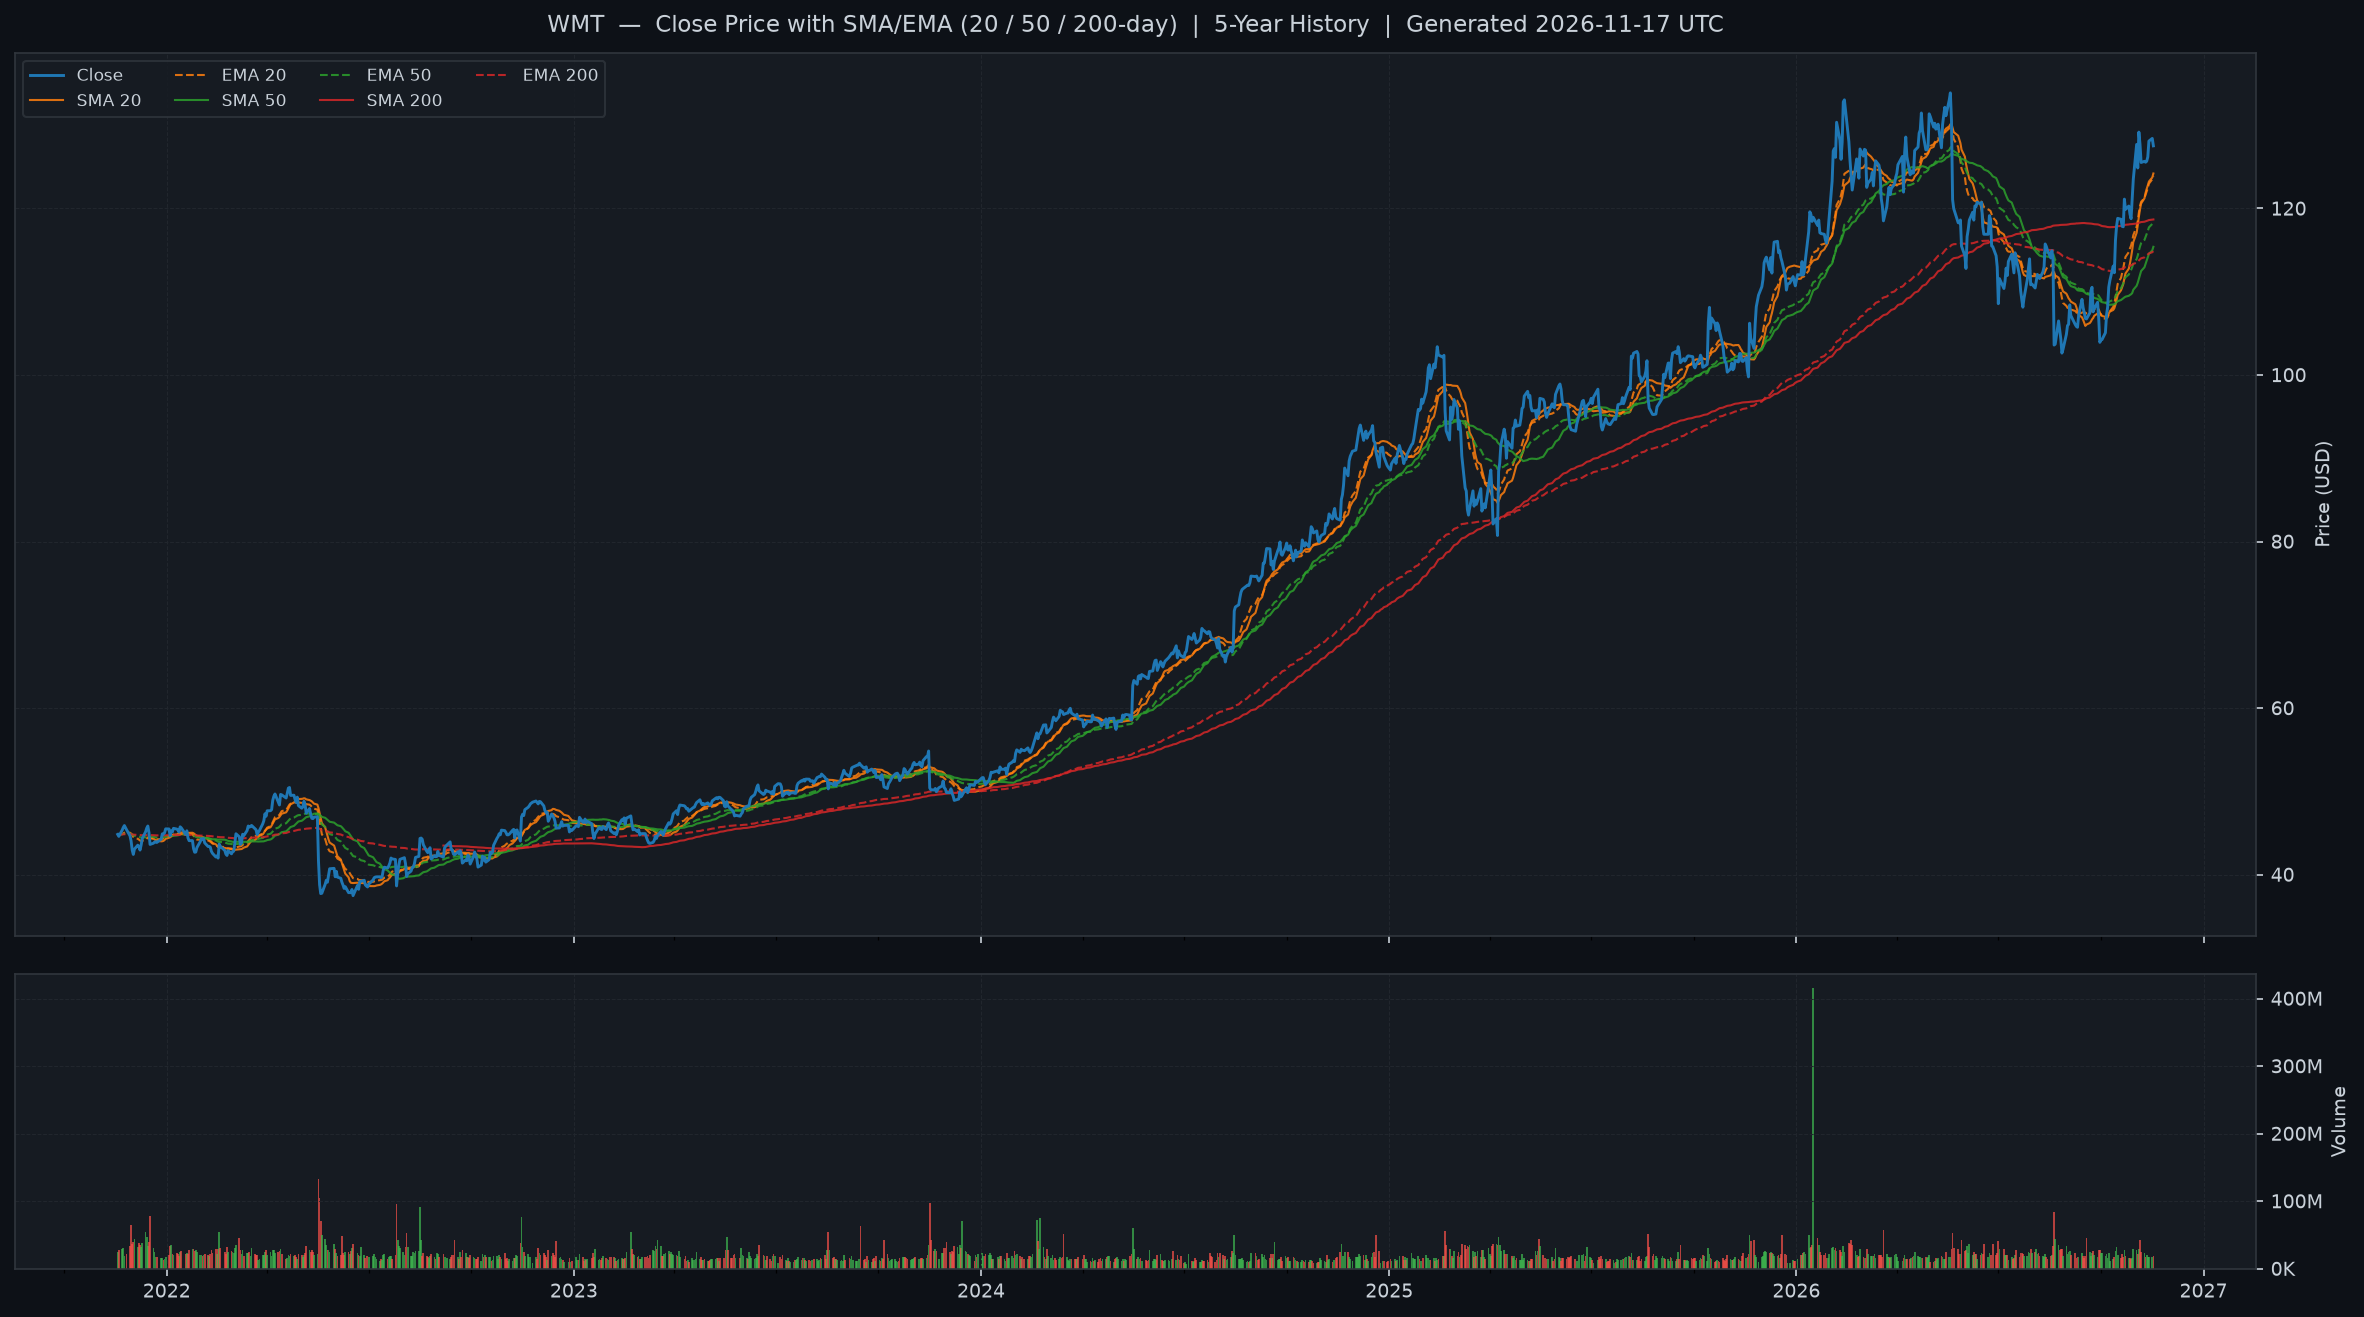 WMT — Close Price with SMA/EMA (20 / 50 / 200-day) | 5-Year History | Generated 2026-11-17 UTC
Close EMA 20 EMA 50 EMA 200
SMA 20 SMA 50 SMA 200
120
100
80
60
40
Price (USD)
400M
300M
200M
100M
0K
Volume
2022 2023 2024 2025 2026 2027